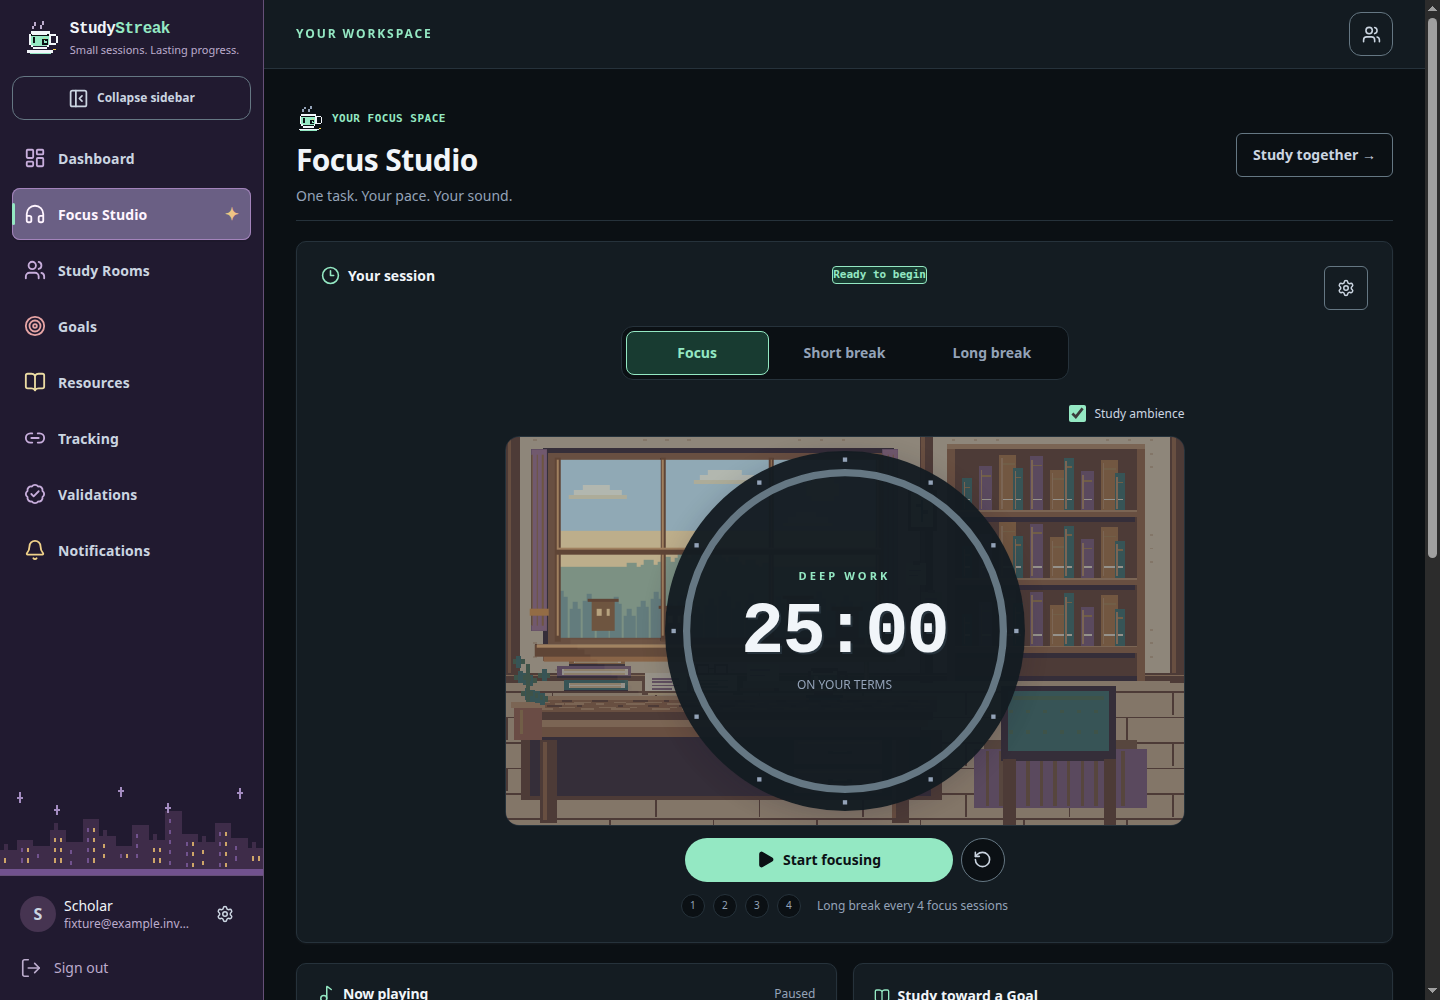 StudyStreak
Small sessions. Lasting progress.
Collapse sidebar
Dashboard
Focus Studio
Study Rooms
Goals
Resources
Tracking
Validations
Notifications
S
Scholar
fixture@example.inv...
Sign out
YOUR WORKSPACE
YOUR FOCUS SPACE
Focus Studio
One task. Your pace. Your sound.
Study together →
Your session
Ready to begin
Focus
Short break
Long break
Study ambience
DEEP WORK
25:00
ON YOUR TERMS
Start focusing
1 2 3 4 Long break every 4 focus sessions
Now playing
Paused
Study toward a Goal